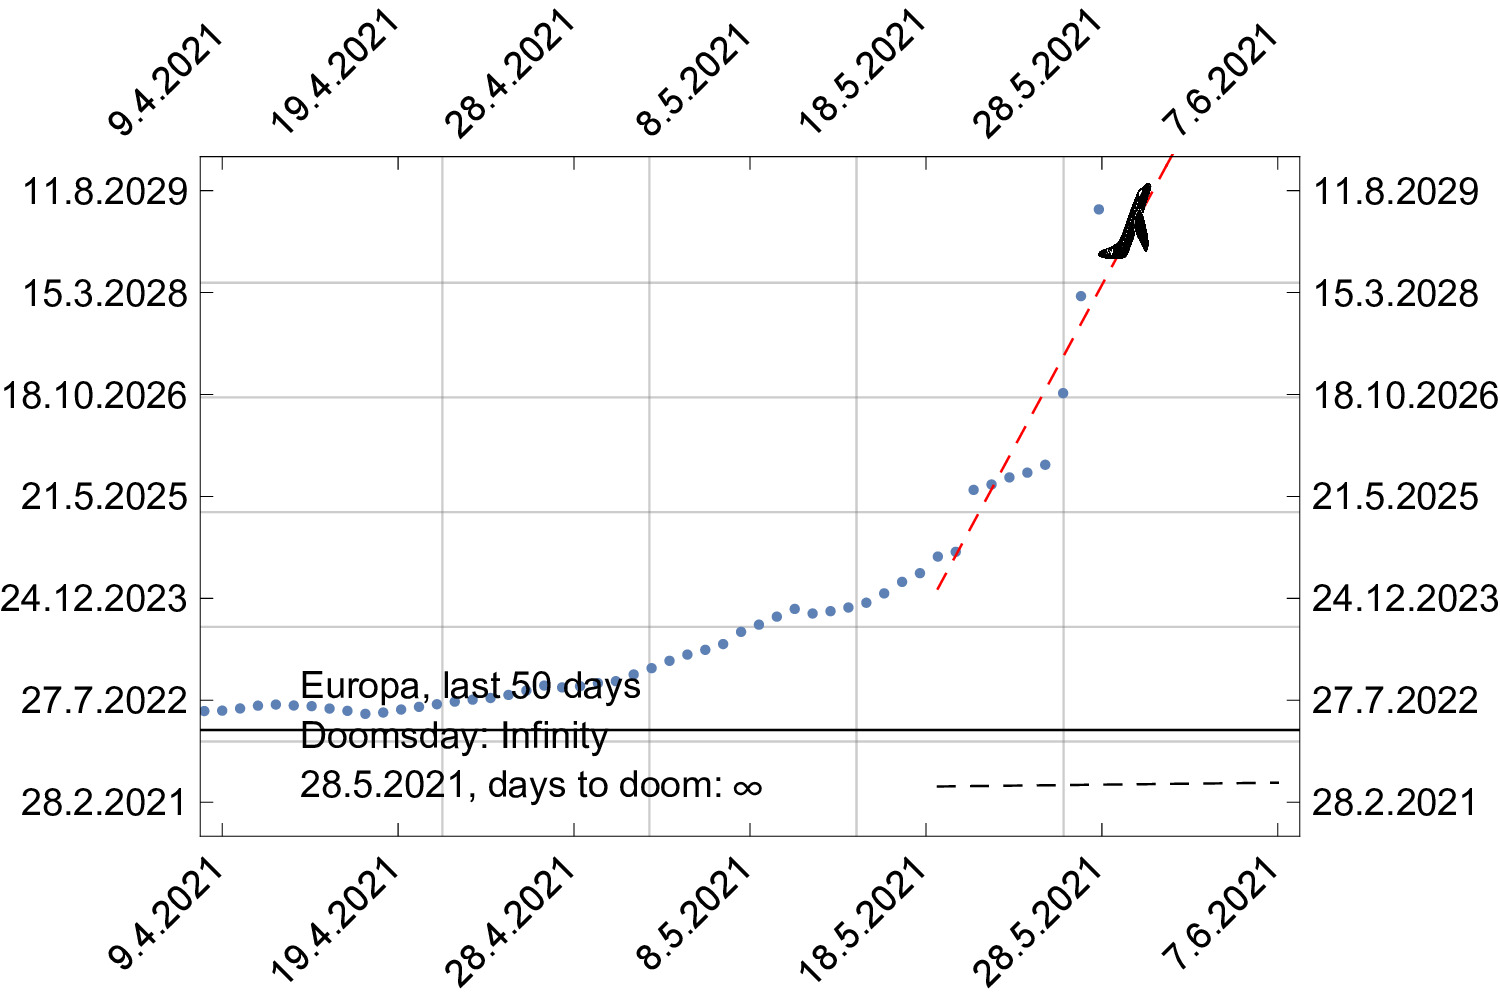 9.4.2021 19.4.2021 28.4.2021 8.5.2021 18.5.2021 28.5.2021 7.6.2021
11.8.2029 11.8.2029
15.3.2028 15.3.2028
18.10.2026 18.10.2026
21.5.2025 21.5.2025
24.12.2023 24.12.2023
Europa, last 50 days
27.7.2022 27.7.2022
Doomsday: Infinity
28.5.2021, days to doom: ∞
28.2.2021 28.2.2021
9.4.2021 19.4.2021 28.4.2021 8.5.2021 18.5.2021 28.5.2021 7.6.2021